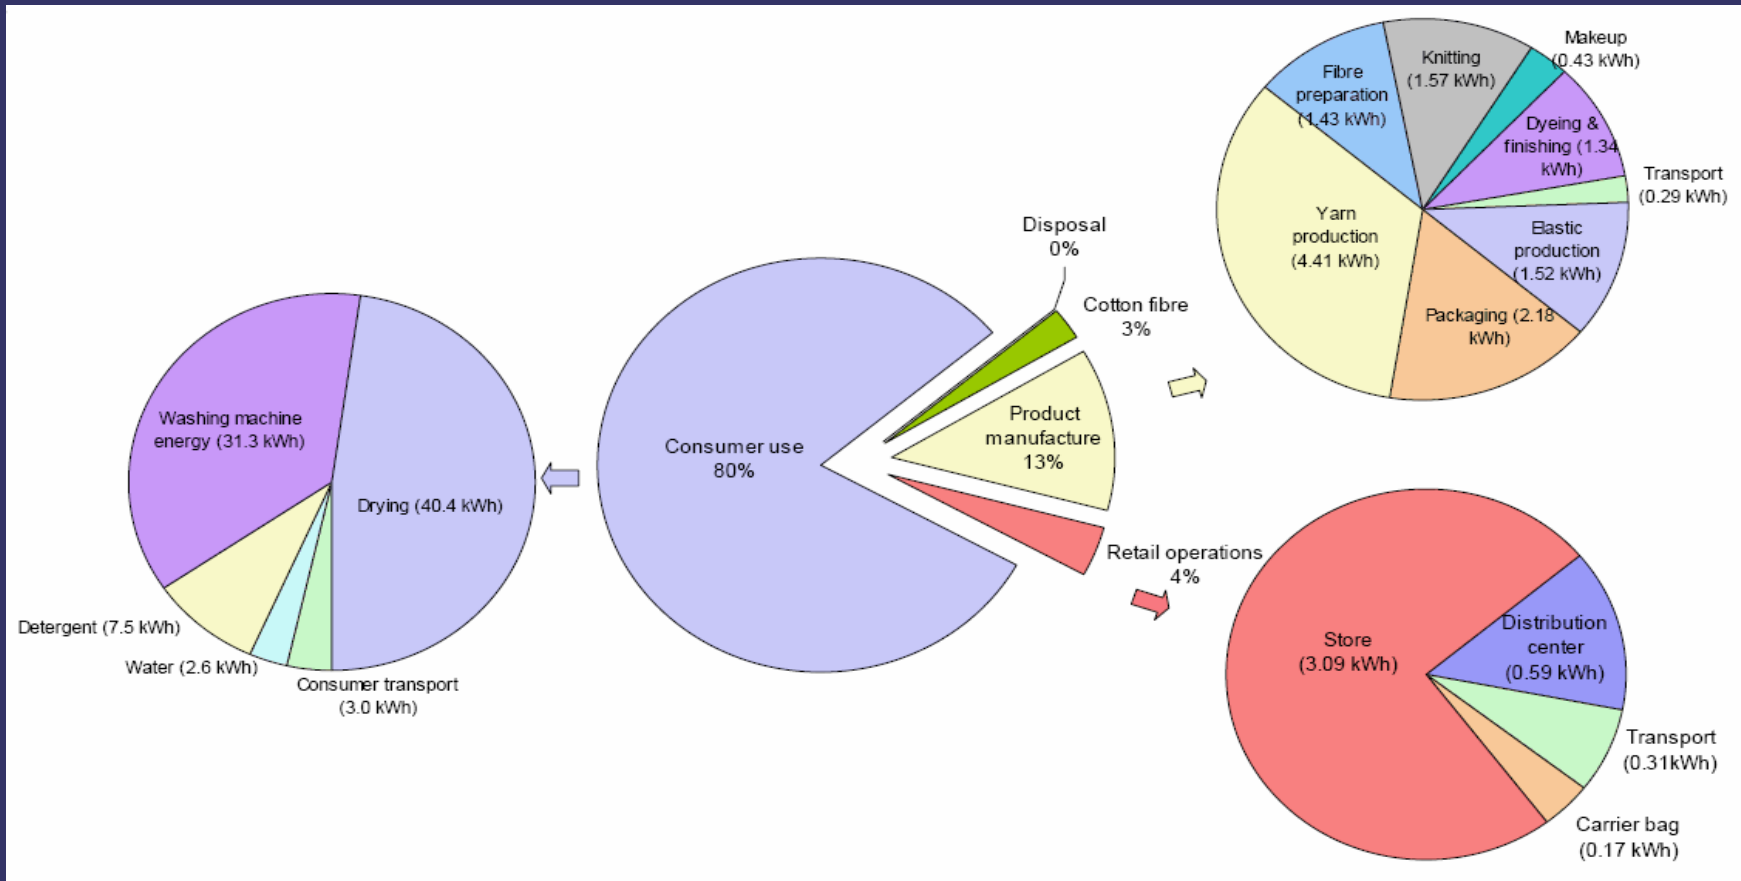 Washing machine
energy (31.3 kWh)
Drying (40.4 kWh)
Detergent (7.5 kWh)
Water (2.6 kWh)
Consumer transport
(3.0 kWh)
Consumer use
80%
Disposal
0%
Cotton fibre
3%
Product
manufacture
13%
Retail operations
4%
Fibre
preparation
(1.43 kWh)
Knitting
(1.57 kWh)
Makeup
(0.43 kWh)
Dyeing &
finishing (1.34
kWh)
Transport
(0.29 kWh)
Elastic
production
(1.52 kWh)
Packaging (2.18
kWh)
Yarn
production
(4.41 kWh)
Store
(3.09 kWh)
Distribution
center
(0.59 kWh)
Transport
(0.31kWh)
Carrier bag
(0.17 kWh)